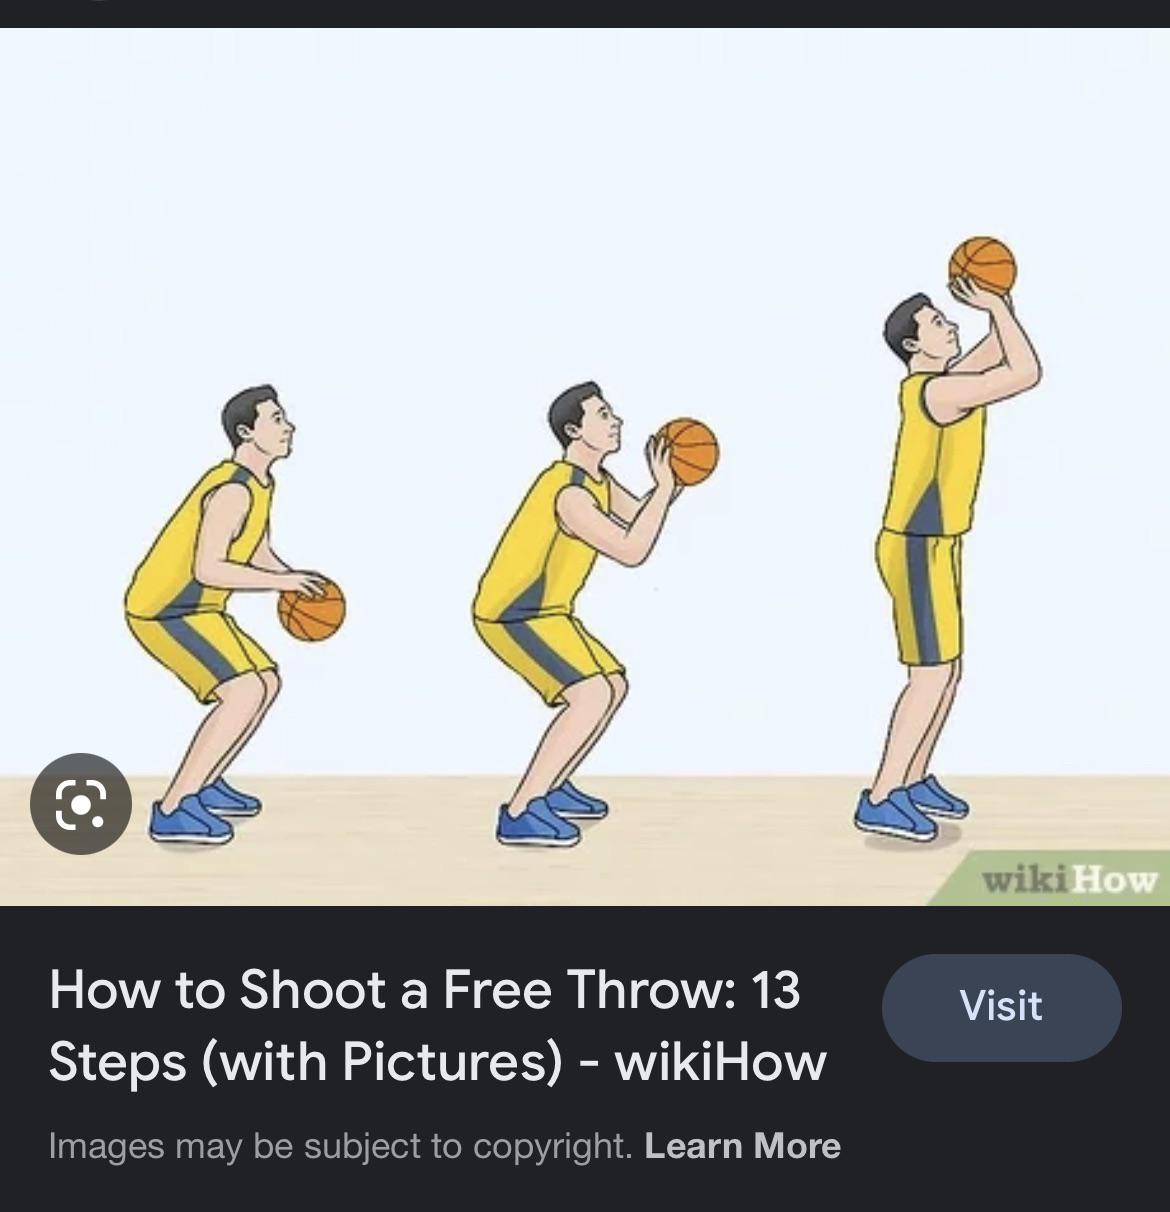 wikiHow
How to Shoot a Free Throw: 13
Steps (with Pictures) - wikiHow
Visit
Images may be subject to copyright. Learn More